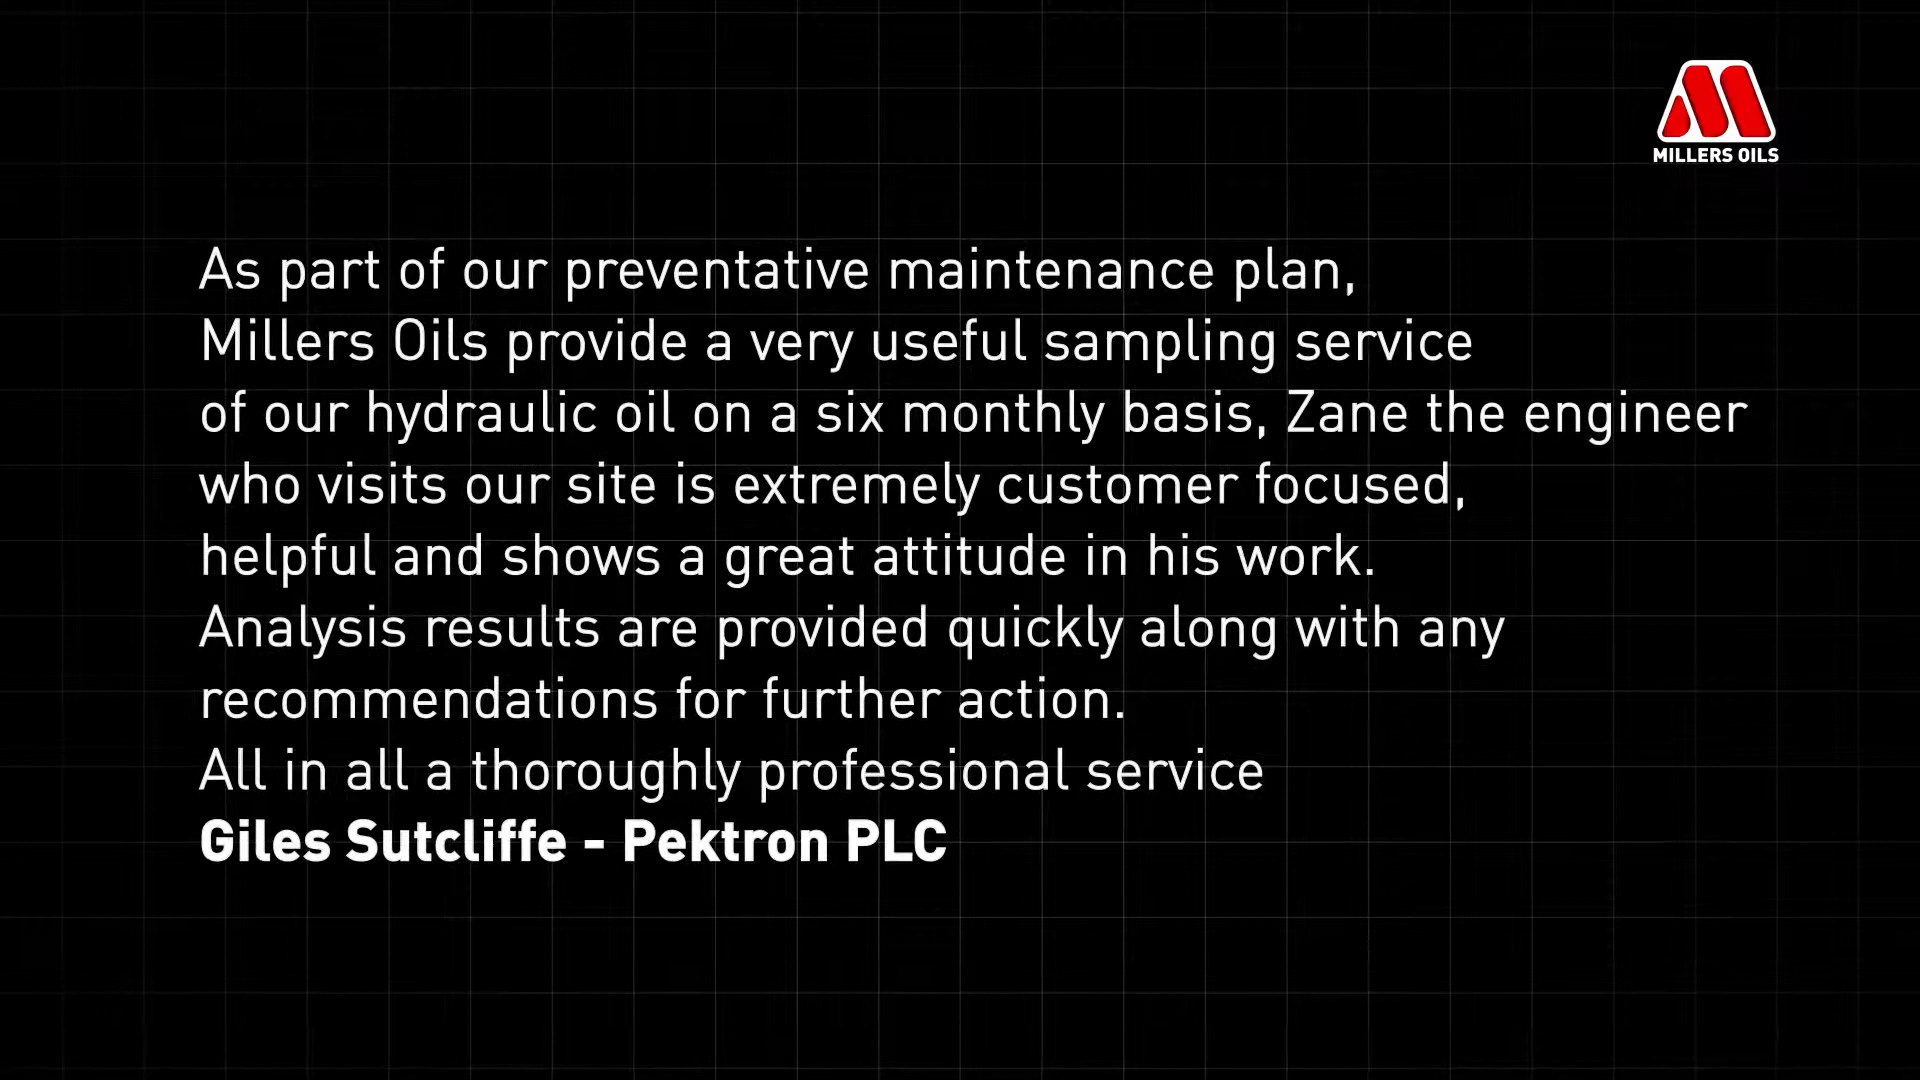 MILLERS OILS
As part of our preventative maintenance plan,
Millers Oils provide a very useful sampling service
of our hydraulic oil on a six monthly basis, Zane the engineer
who visits our site is extremely customer focused,
helpful and shows a great attitude in his work.
Analysis results are provided quickly along with any
recommendations for further action.
All in all a thoroughly professional service
Giles Sutcliffe - Pektron PLC